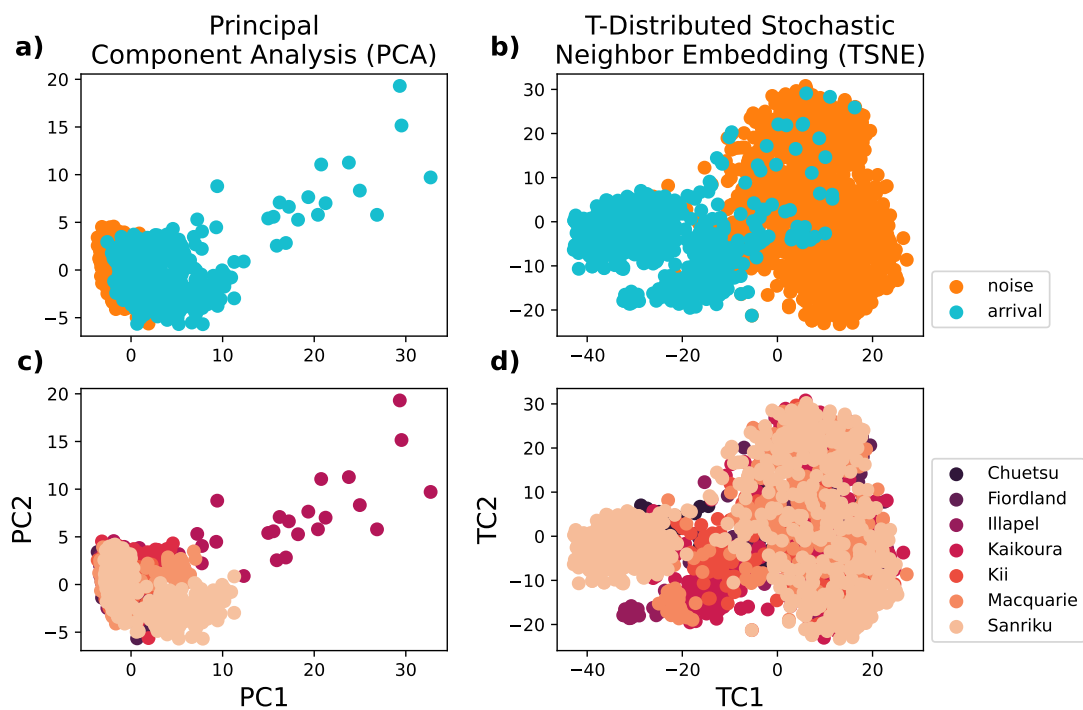 Principal
Component Analysis (PCA)
T-Distributed Stochastic
Neighbor Embedding (TSNE)
a)
20
15
10
5
0
−5
0
10
20
30
b)
30
20
10
0
−10
−20
−40
−20
0
20
noise
arrival
c)
PC2
20
15
10
5
0
−5
0
10
20
30
PC1
d)
TC2
30
20
10
0
−10
−20
−40
−20
0
20
TC1
Chuetsu
Fiordland
Illapel
Kaikoura
Kii
Macquarie
Sanriku